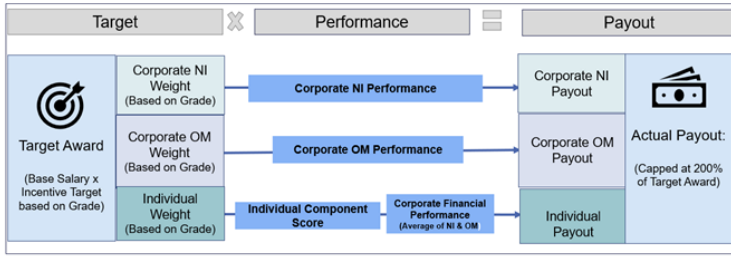 Target
Performance
Payout
Target Award
(Base Salary x
Incentive Target
based on Grade)
Corporate NI
Weight
(Based on Grade)
Corporate NI Performance
Corporate NI
Payout
Corporate OM
Weight
(Based on Grade)
Corporate OM Performance
Corporate OM
Payout
Individual
Weight
(Based on Grade)
Individual Component
Score
Corporate Financial
Performance
(Average of NI & OM)
Individual
Payout
Actual Payout:
(Capped at 200%
of Target Award)